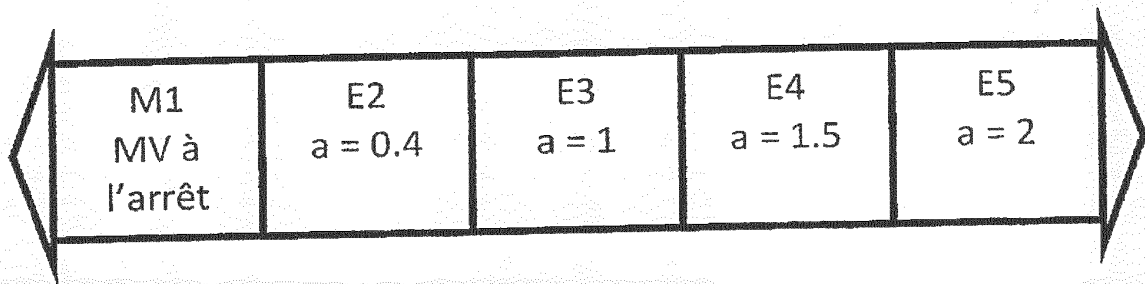 M1
MV à
l'arrêt
E2
a = 0.4
E3
a = 1
E4
a = 1.5
E5
a = 2